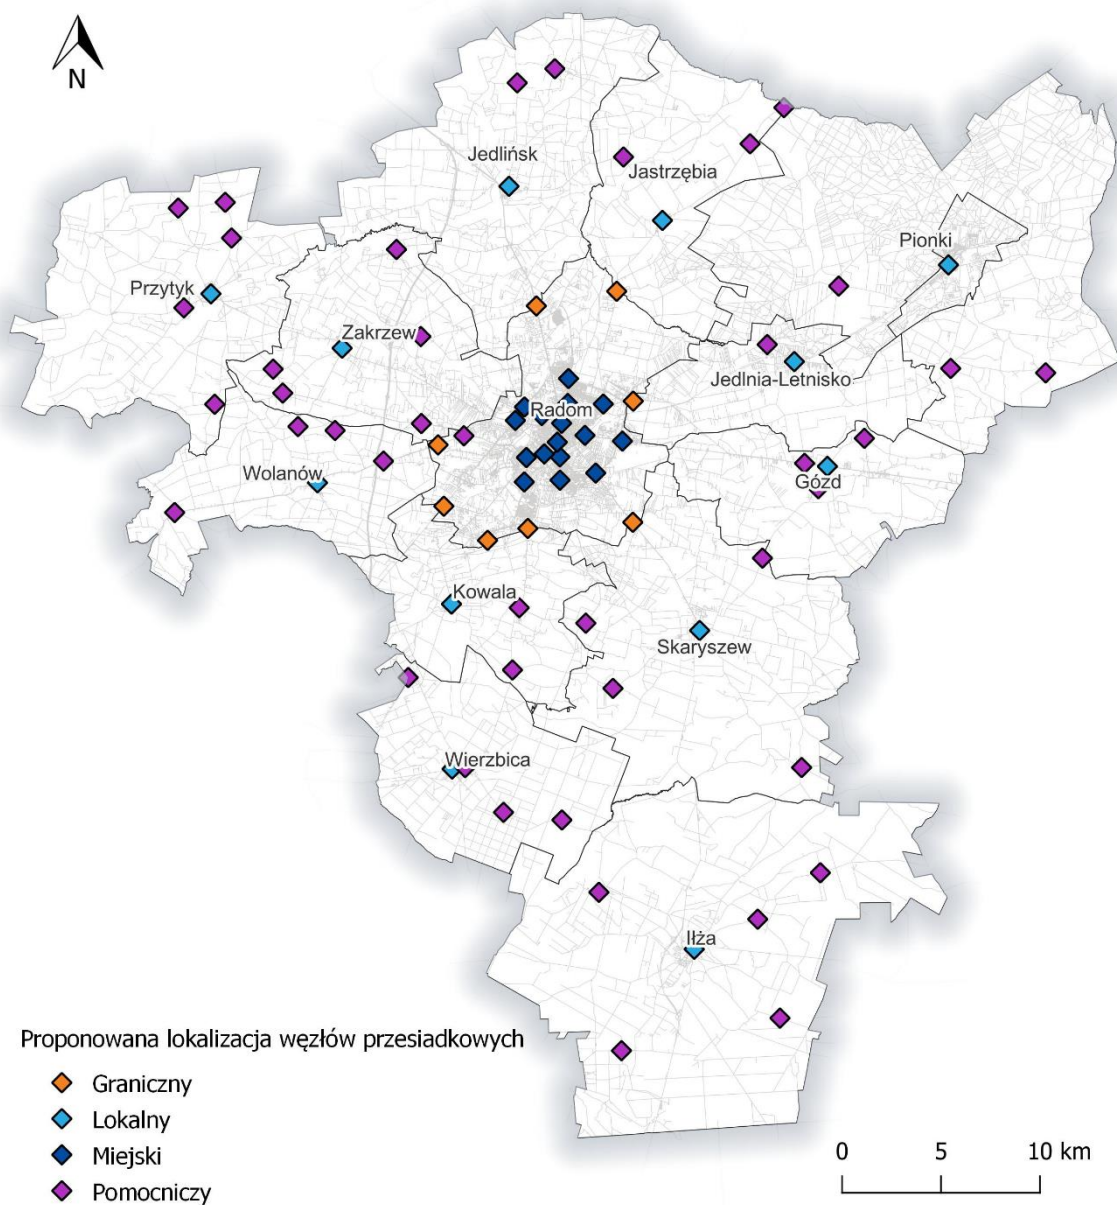 N
Jedlińsk
Jastrzębia
Pionki
Przytyk
Zakrzew
Jedlnia-Letnisko
Radom
Wolanów
Gózd
Kowala
Skaryszew
Wierzbica
Iłża
Proponowana lokalizacja węzłów przesiadkowych
Graniczny
Lokalny
Miejski
Pomocniczy
0 5 10 km